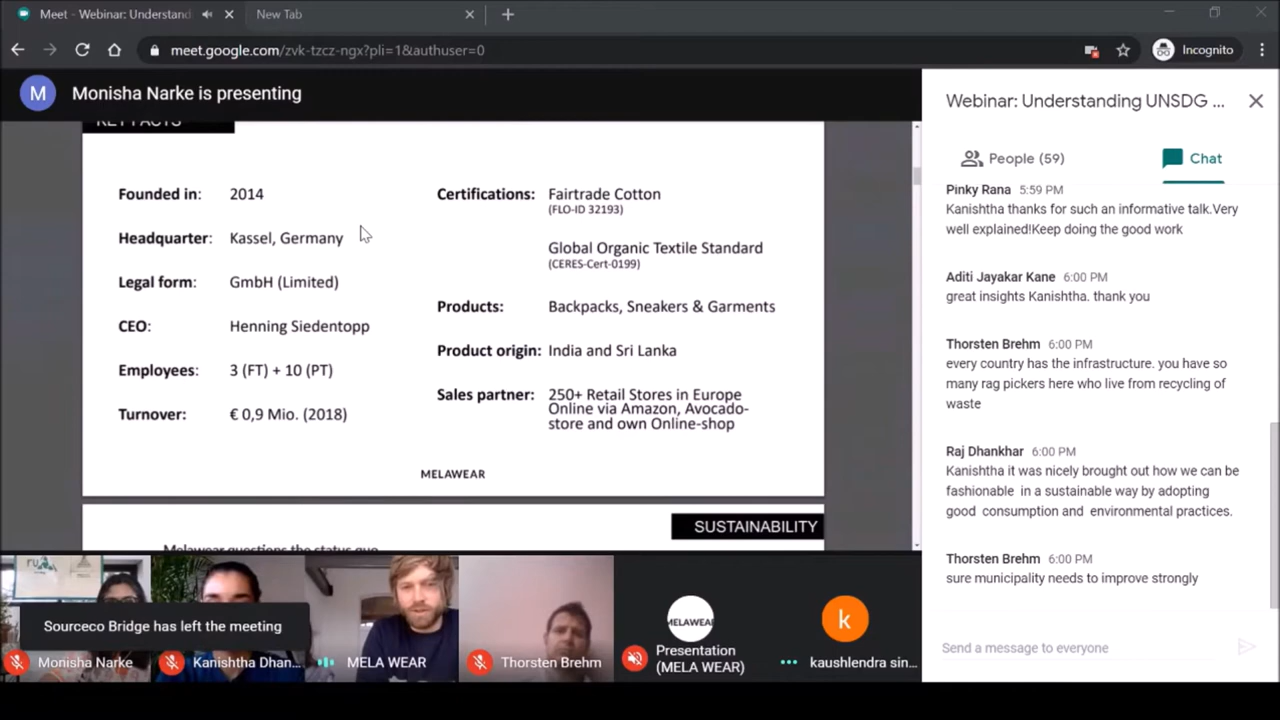 Meet - Webinar: Understandi
New Tab
meet.google.com/zvk-tzcz-ngx?pli=1&authuser=0
Incognito
M
Monisha Narke is presenting
KEY FACTS
Founded in: 2014
Headquarter: Kassel, Germany
Legal form: GmbH (Limited)
CEO: Henning Siedentopp
Employees: 3 (FT) + 10 (PT)
Turnover: € 0,9 Mio. (2018)
Certifications: Fairtrade Cotton
(FLO-ID 32193)
Global Organic Textile Standard
(CERES-Cert-0199)
Products: Backpacks, Sneakers & Garments
Product origin: India and Sri Lanka
Sales partner: 250+ Retail Stores in Europe
Online via Amazon, Avocado-
store and own Online-shop
MELAWEAR
SUSTAINABILITY
Melawear questions the status quo
ru
Sourceco Bridge has left the meeting
Monisha Narke
Kanishtha Dhan...
MELA WEAR
Thorsten Brehm
MELAWEAR
Presentation
(MELA WEAR)
k
kaushlendra sin...
Webinar: Understanding UNSDG ...
People (59)
Chat
Pinky Rana 5:59 PM
Kanishtha thanks for such an informative talk.Very
well explained!Keep doing the good work
Aditi Jayakar Kane 6:00 PM
great insights Kanishtha. thank you
Thorsten Brehm 6:00 PM
every country has the infrastructure. you have so
many rag pickers here who live from recycling of
waste
Raj Dhankhar 6:00 PM
Kanishtha it was nicely brought out how we can be
fashionable in a sustainable way by adopting
good consumption and environmental practices.
Thorsten Brehm 6:00 PM
sure municipality needs to improve strongly
Send a message to everyone